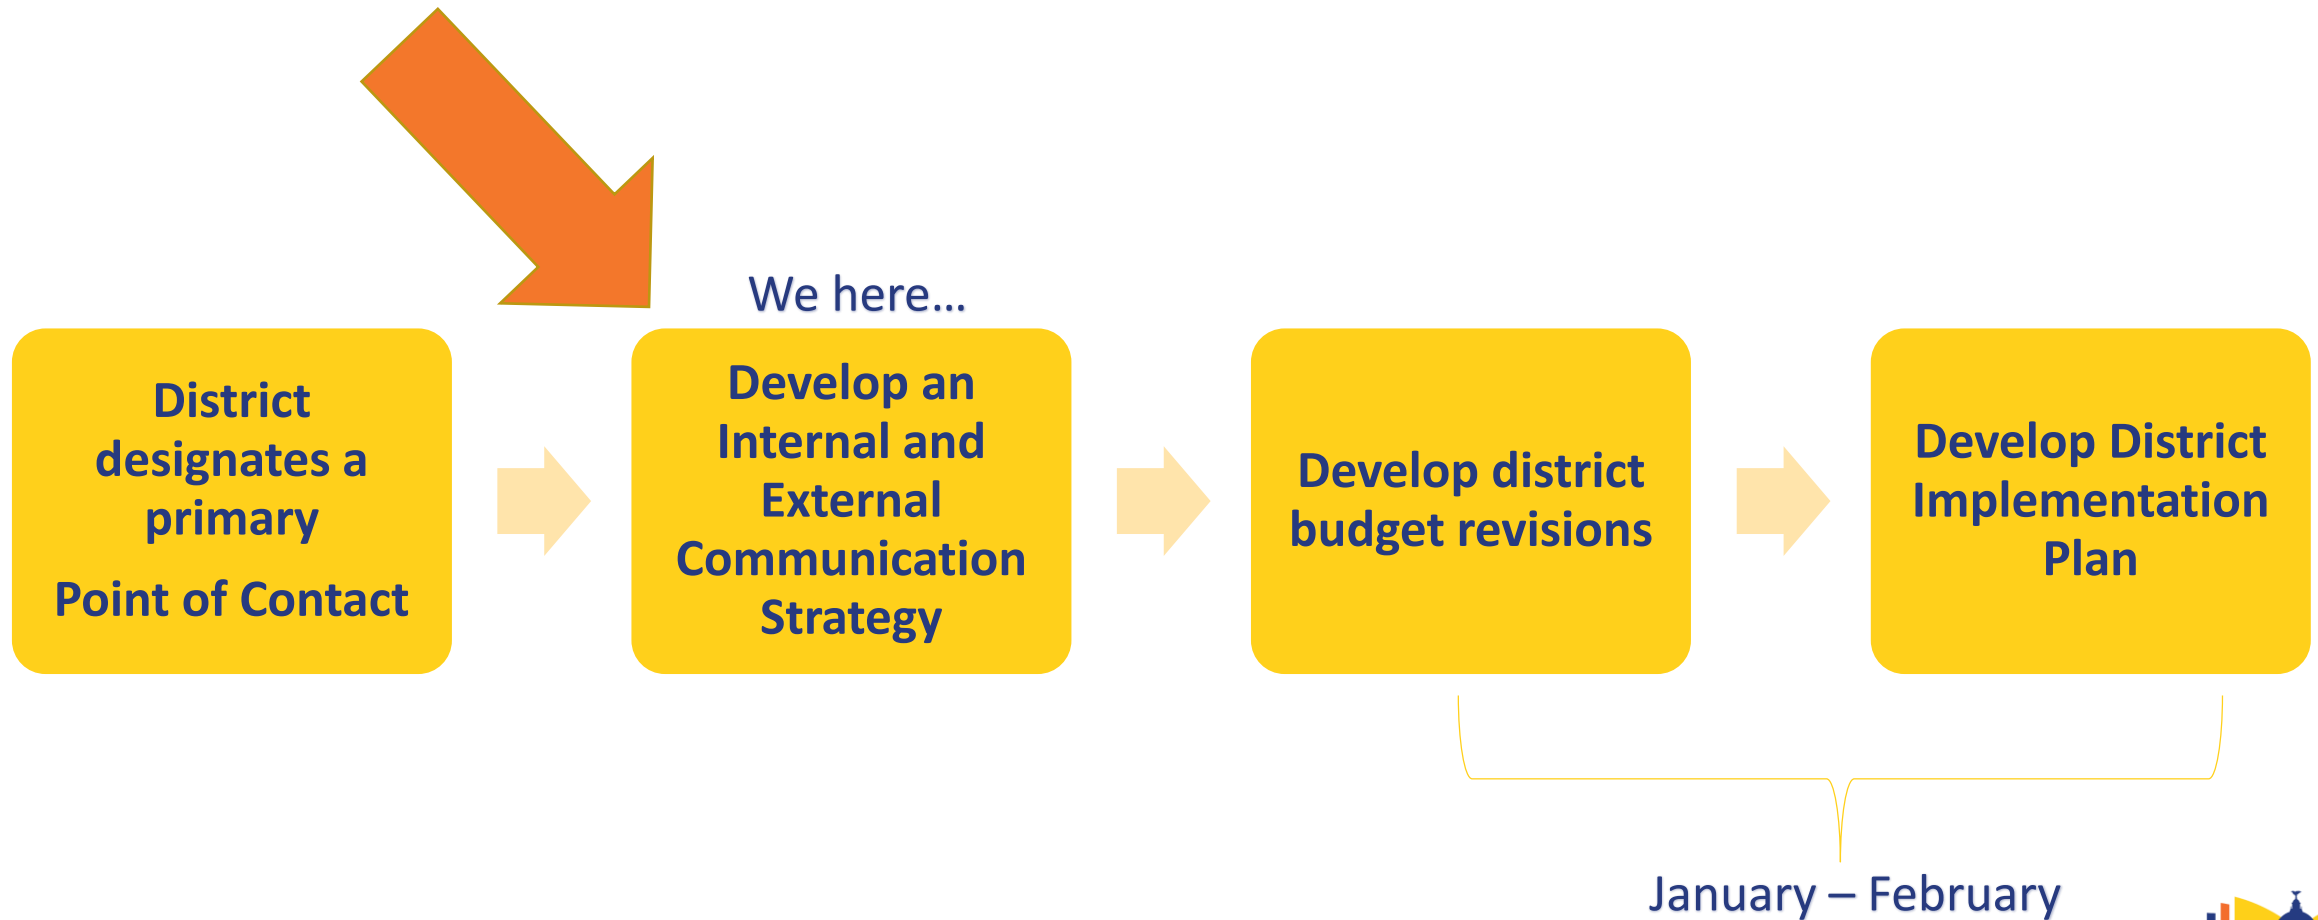 We here...
District
designates a
primary
Point of Contact
Develop an
Internal and
External
Communication
Strategy
Develop district
budget revisions
Develop District
Implementation
Plan
January – February